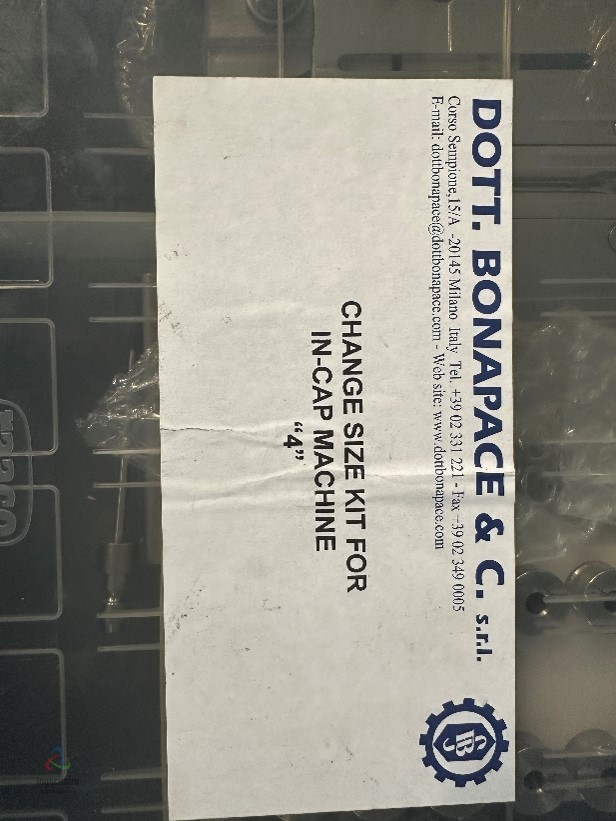 DOTT. BONAPACE & C. s.r.l.
Corso Sempione,15/A -20145 Milano Italy Tel. +39 02 331 221 - Fax +39 02 349 0005
E-mail: dottbonapace@dottbonapace.com - Web site: www.dottbonapace.com
CHANGE SIZE KIT FOR
IN-CAP MACHINE
“4”